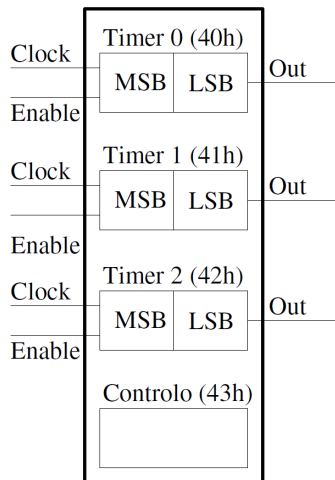 Timer 0 (40h)
Clock
MSB LSB
Out
Enable
Timer 1 (41h)
Clock
MSB LSB
Out
Enable
Timer 2 (42h)
Clock
MSB LSB
Out
Enable
Controlo (43h)